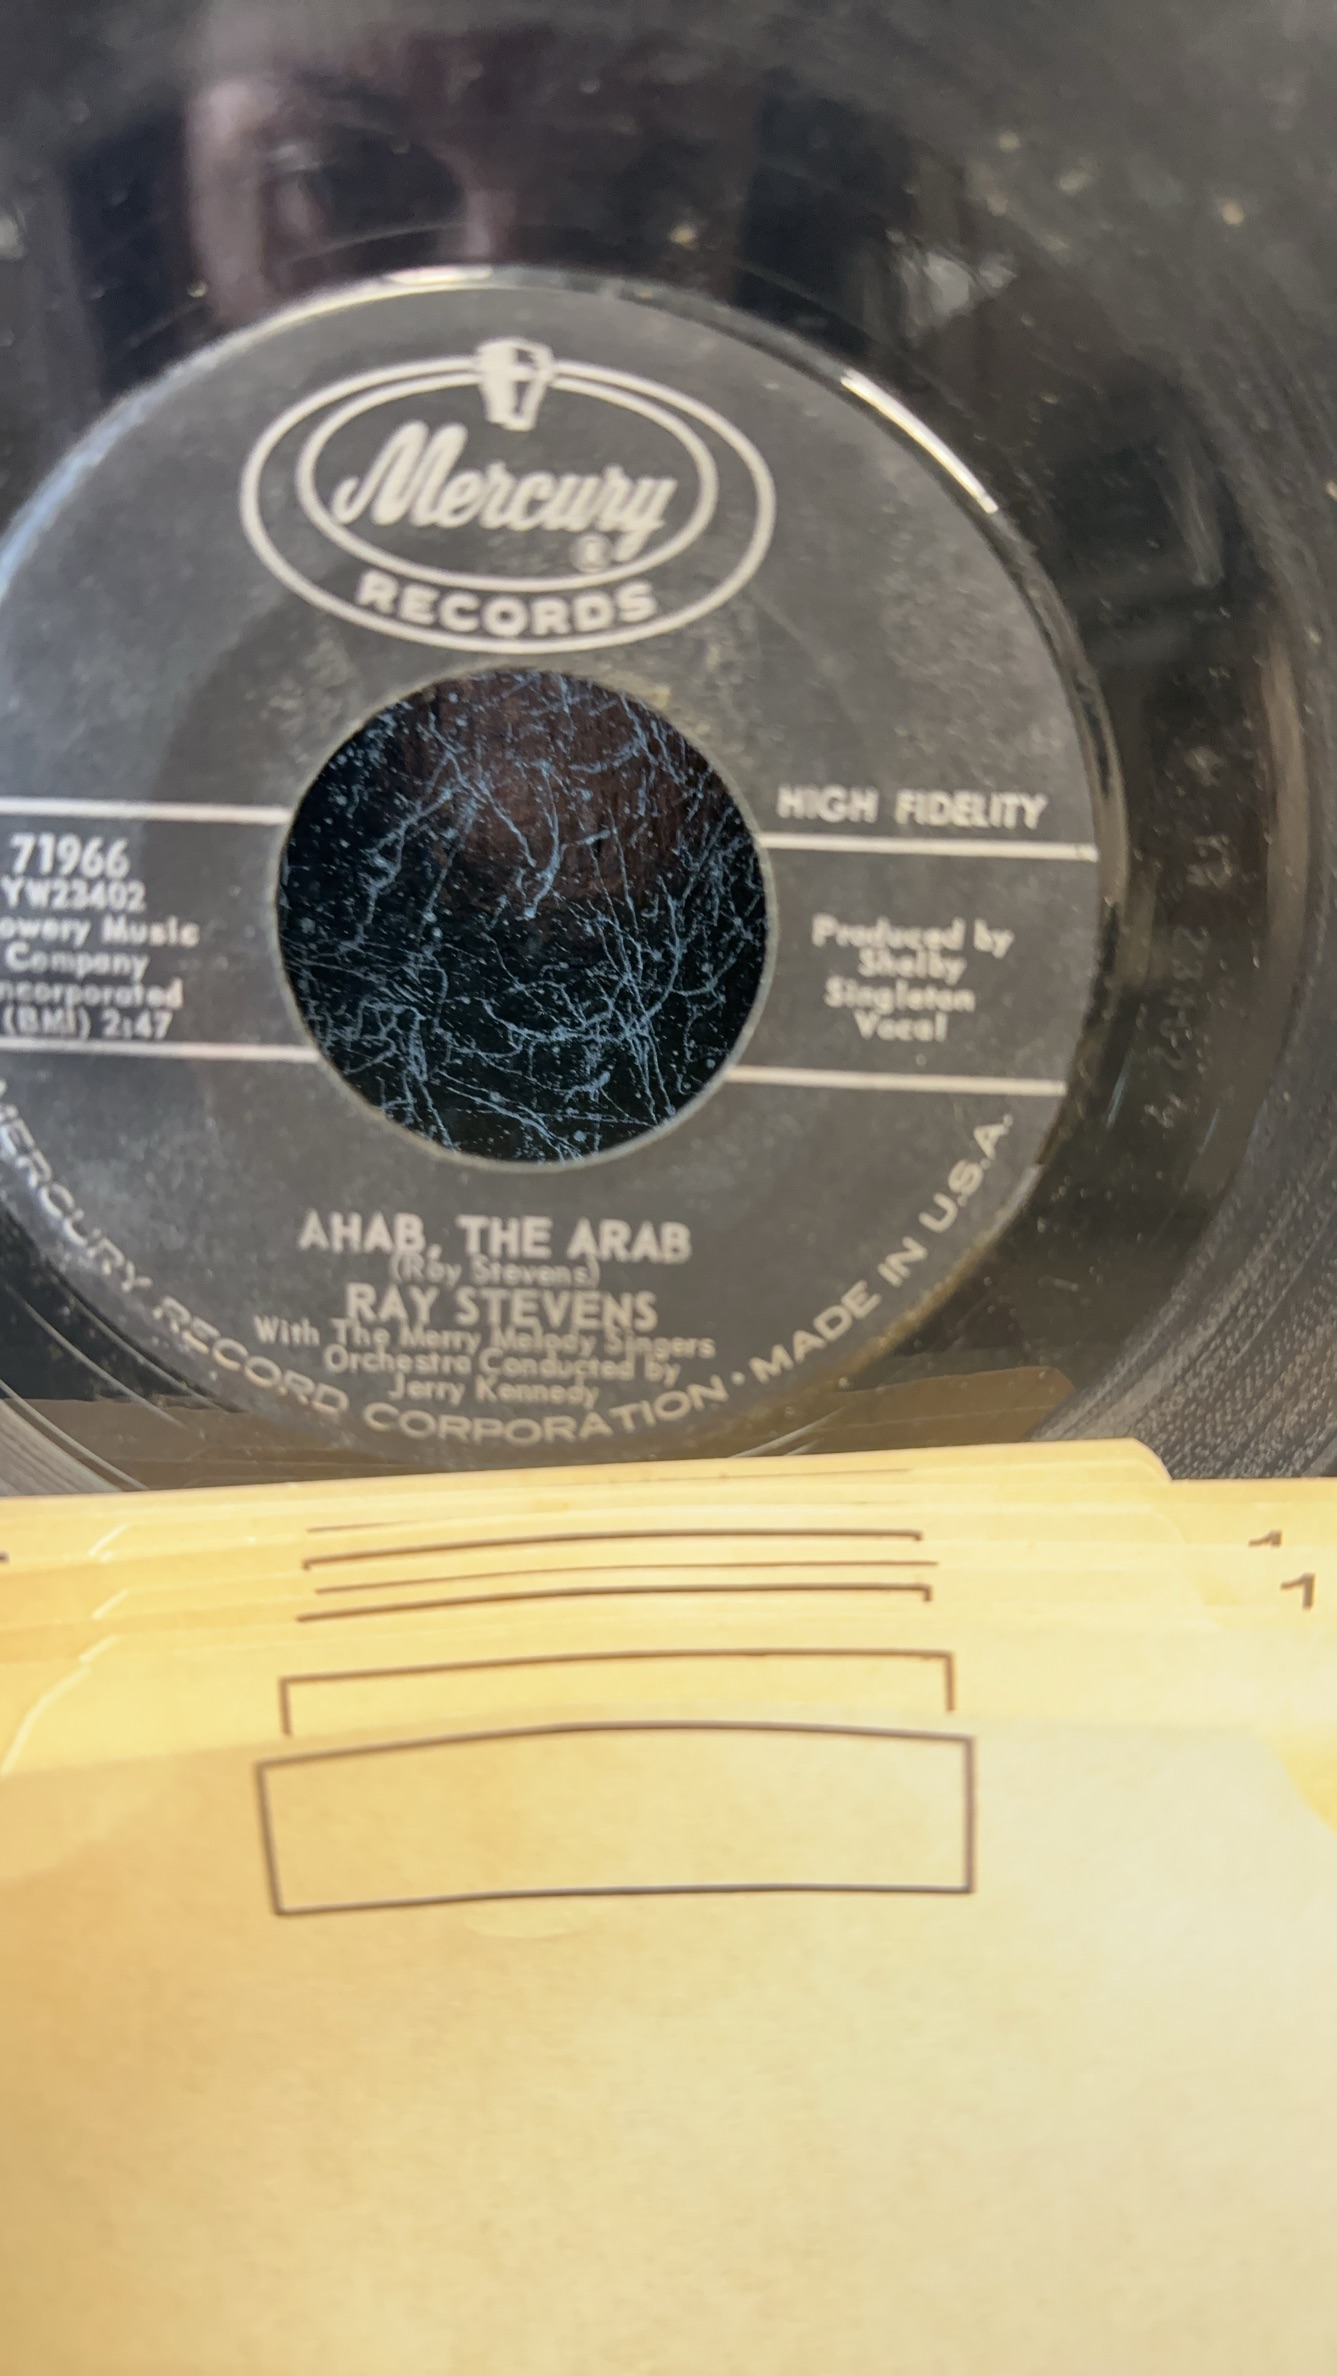 Mercury
®
RECORDS
HIGH FIDELITY
71966
YW23402
owery Music
Company
ncorporated
(BMI) 2:47
Produced by
Shelby
Singleton
Vocal
AHAB, THE ARAB
(Ray Stevens)
RAY STEVENS
With The Merry Melody Singers
Orchestra Conducted by
Jerry Kennedy
MERCURY RECORD CORPORATION • MADE IN U.S.A.